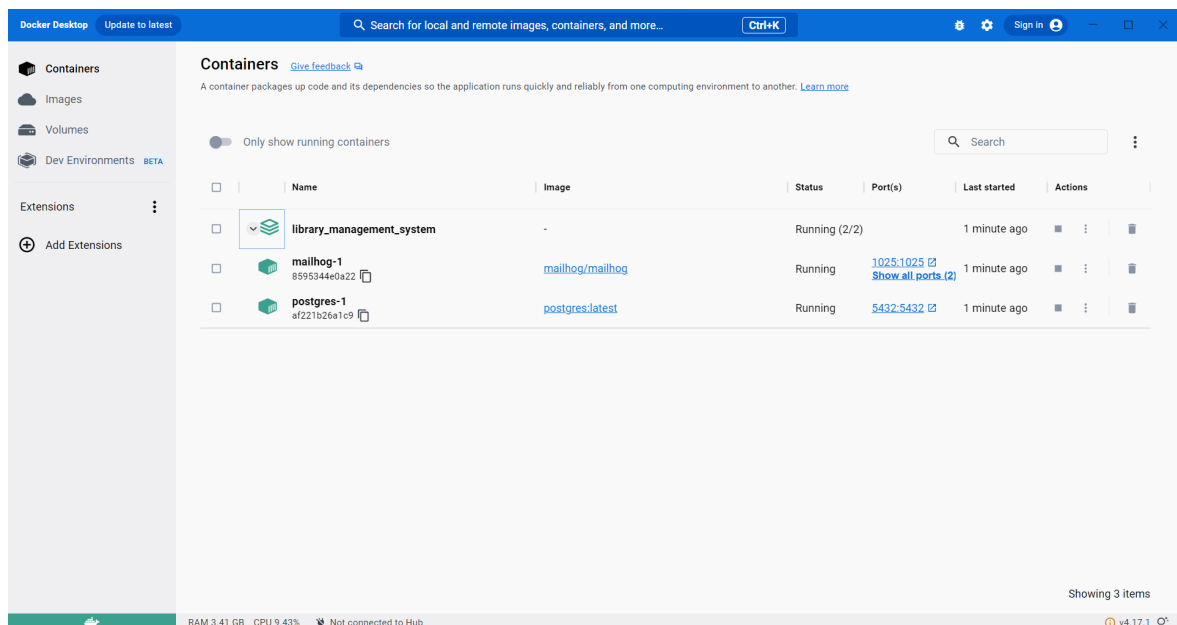 Docker Desktop Update to latest Search for local and remote images, containers, and more... Ctrl+K Sign in
Containers
Images
Volumes
Dev Environments BETA
Extensions
Add Extensions
Containers Give feedback
A container packages up code and its dependencies so the application runs quickly and reliably from one computing environment to another. Learn more
Only show running containers Search
Name Image Status Port(s) Last started Actions
library_management_system - Running (2/2) 1 minute ago
mailhog-1 mailhog/mailhog Running 1025:1025 1 minute ago
8595344e0a22 Show all ports (2)
postgres-1 postgres:latest Running 5432:5432 1 minute ago
af221b26a1c9
Showing 3 items
RAM 3.41 GB CPU 9.43% Not connected to Hub v4.17.1